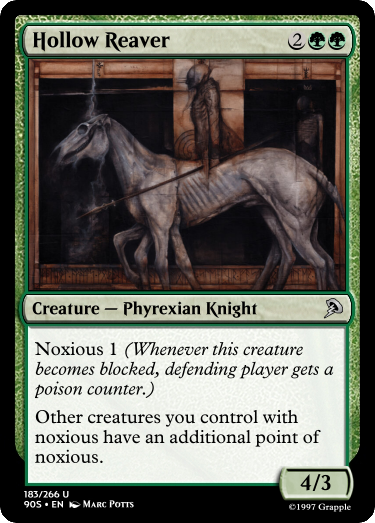 Hollow Reaver 2
Creature — Phyrexian Knight
Noxious 1 (Whenever this creature
becomes blocked, defending player gets a
poison counter.)
Other creatures you control with
noxious have an additional point of
noxious.
4/3
183/266 U
90S • EN Marc Potts
©1997 Grapple